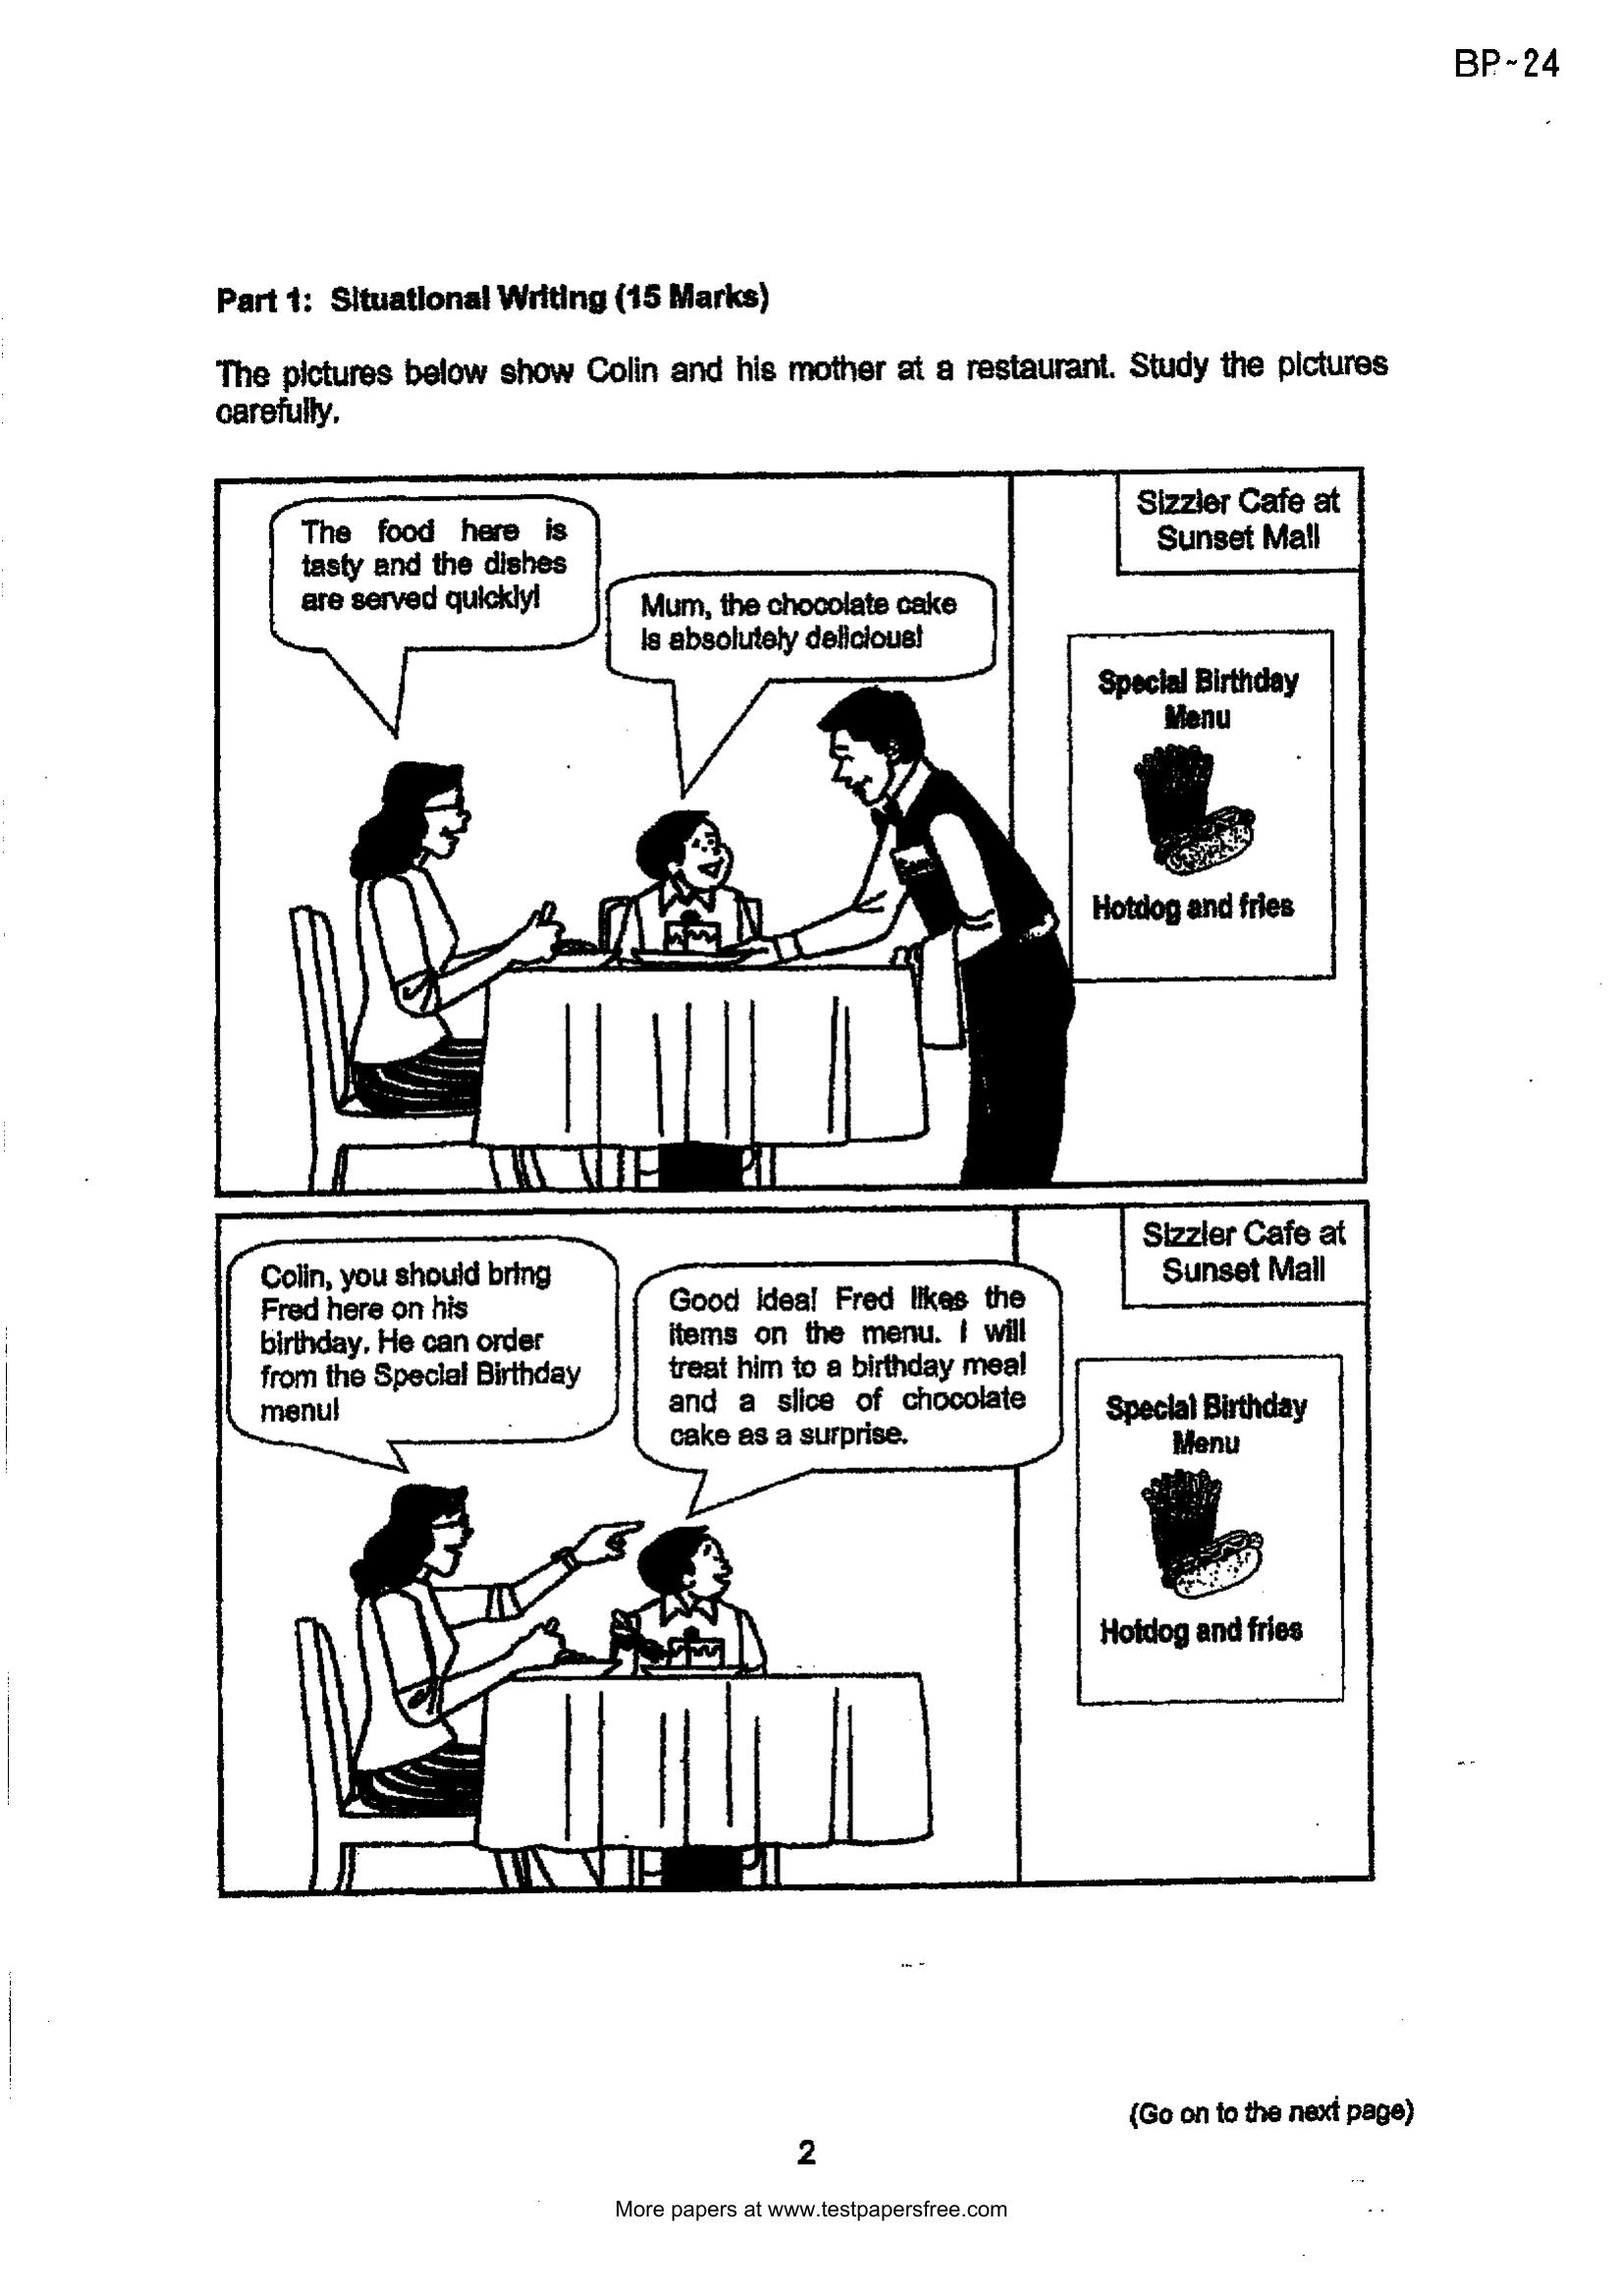 BP-24
Part 1: Situational Writing (15 Marks)
The pictures below show Colin and his mother at a restaurant. Study the pictures
carefully.
The food here is
tasty and the dishes
are served quickly!
Mum, the chocolate cake
is absolutely delicious!
Sizzler Cafe at
Sunset Mall
Special Birthday
Menu
Hotdog and fries
Colin, you should bring
Fred here on his
birthday. He can order
from the Special Birthday
menu!
Good idea! Fred likes the
items on the menu. I will
treat him to a birthday meal
and a slice of chocolate
cake as a surprise.
Sizzler Cafe at
Sunset Mall
Special Birthday
Menu
Hotdog and fries
(Go on to the next page)
2
More papers at www.testpapersfree.com